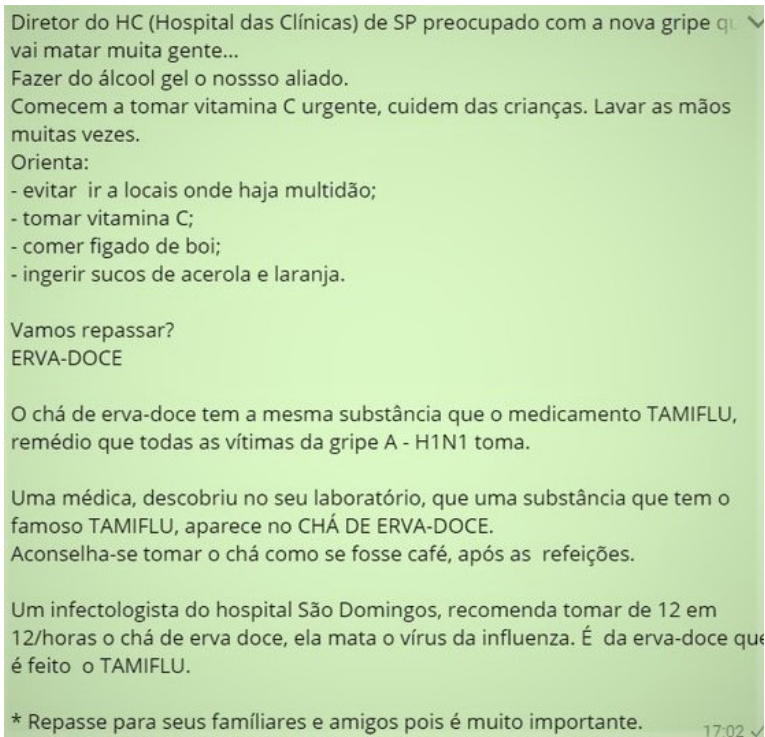 Diretor do HC (Hospital das Clínicas) de SP preocupado com a nova gripe
vai matar muita gente...
Fazer do álcool gel o nossso aliado.
Comecem a tomar vitamina C urgente, cuidem das crianças. Lavar as mãos
muitas vezes.
Orienta:
- evitar ir a locais onde haja multidão;
- tomar vitamina C;
- comer figado de boi;
- ingerir sucos de acerola e laranja.
Vamos repassar?
ERVA-DOCE
O chá de erva-doce tem a mesma substância que o medicamento TAMIFLU,
remédio que todas as vítimas da gripe A - H1N1 toma.
Uma médica, descobriu no seu laboratório, que uma substância que tem o
famoso TAMIFLU, aparece no CHÁ DE ERVA-DOCE.
Aconselha-se tomar o chá como se fosse café, após as refeições.
Um infectologista do hospital São Domingos, recomenda tomar de 12 em
12/horas o chá de erva doce, ela mata o vírus da influenza. É da erva-doce que
é feito o TAMIFLU.
* Repasse para seus famíliares e amigos pois é muito importante.
17:02